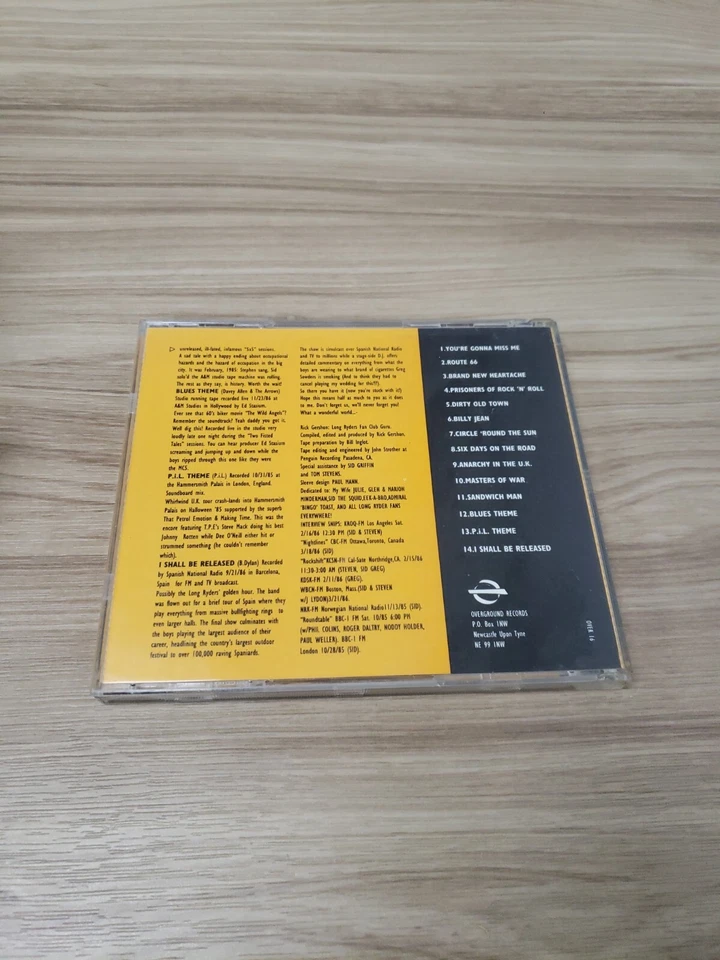 unreleased, ill-fated, infamous "5x5" sessions.
A sad tale with a happy ending about occupational
hazards and the hazard of occupation in the big
city. It was February, 1985: Stephen sang, Sid
solo'd the A&M studio tape machine was rolling.
The rest as they say, is history. Worth the wait!
BLUES THEME (Davey Allen & The Arrows)
Studio running tape recorded live 11/23/86 at
A&M Studios in Hollywood by Ed Stasium.
Ever see that 60's biker movie "The Wild Angels"?
Remember the soundtrack? Yeah daddy you get it.
Well dig this! Recorded live in the studio very
loudly late one night during the "Two Fisted
Tales" sessions. You can hear producer Ed Stasium
screaming and jumping up and down while the
boys ripped through this one like they were
the MC5.
P.i.L. THEME (P.i.L) Recorded 10/31/85 at
the Hammersmith Palais in London, England.
Soundboard mix.
Whirlwind U.K. tour crash-lands into Hammersmith
Palais on Halloween '85 supported by the superb
That Petrol Emotion & Making Time. This was the
encore featuring T.P.E's Steve Mack doing his best
Johnny Rotten while Dee O'Neill either hit or
strummed something (he couldn't remember
which).
I SHALL BE RELEASED (B.Dylan) Recorded
by Spanish National Radio 9/21/86 in Barcelona,
Spain for FM and TV broadcast.
Possibly the Long Ryders' golden hour. The band
was flown out for a brief tour of Spain where they
play everything from massive bullfighting rings to
even larger halls. The final show culminates with
the boys playing the largest audience of their
career, headlining the country's largest outdoor
festival to over 100,000 raving Spaniards.
The show is simulcast over Spanish National Radio
and TV to millions while a stage-side D.J. offers
detailed commentary on everything from what the
boys are wearing to what brand of cigarettes Greg
Sowders is smoking (And to think they had to
cancel playing my wedding for this!!!).
So there you have it (now you're stuck with it!)
Hope this means half as much to you as it does
to me. Don't forget us, we'll never forget you!
What a wonderful world...
Rick Gershon: Long Ryders Fan Club Guru.
Compiled, edited and produced by Rick Gershon.
Tape preparation by Bill Inglot.
Tape editing and engineering by John Strother at
Penguin Recording Pasadena, CA.
Special assistance by SID GRIFFIN
and TOM STEVENS.
Sleeve design PAUL MANN.
Dedicated to: My Wife JULIE, GLEN & MARION
MINDERMAN,SID THE SQUID,
'BINGO' TOAST, AND ALL LONG RYDER FANS
EVERYWHERE!
INTERVIEW SNIPS: KROQ-FM Los Angeles Sat.
2/16/86 12:30 PM (SID & STEVEN)
"Nightlines" CBC-FM Ottawa,Toronto, Canada
3/18/86 (SID)
"Rockshift"KCSN-FM Cal-Sate Northridge,CA. 2/15/86
11:30-3:00 AM (STEVEN, SID GREG)
KDSK-FM 2/11/86 (GREG).
WBCN-FM Boston, Mass.(SID & STEVEN
w/J LYDON)3/21/86.
NRK-FM Norwegian National Radio11/13/85 (SID).
"Roundtable" BBC-1 FM Sat. 10/85 6:00 PM
(w/PHIL COLINS, ROGER DALTRY, NODDY HOLDER,
PAUL WELLER). BBC-1 FM
London 10/28/85 (SID).
1.YOU'RE GONNA MISS ME
2.ROUTE 66
3.BRAND NEW HEARTACHE
4.PRISONERS OF ROCK 'N' ROLL
5.DIRTY OLD TOWN
6.BILLY JEAN
7.CIRCLE 'ROUND THE SUN
8.SIX DAYS ON THE ROAD
9.ANARCHY IN THE U.K.
10.MASTERS OF WAR
11.SANDWICH MAN
12.BLUES THEME
13.P.iL. THEME
14.I SHALL BE RELEASED
OVERGROUND RECORDS
P.O. Box 1NW
Newcastle Upon Tyne
NE 99 1NW
OVER 16